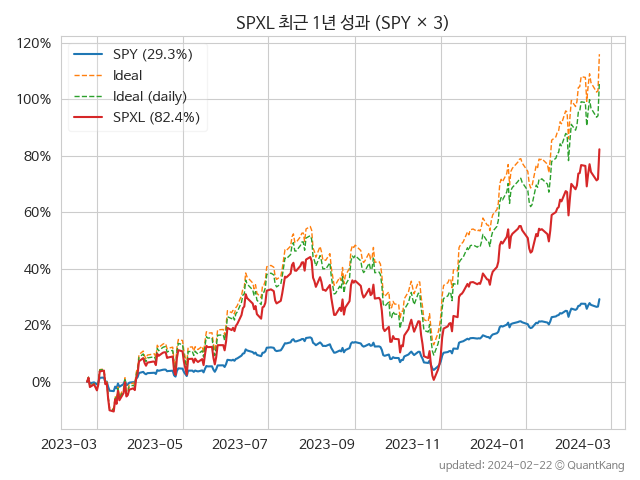 SPXL 최근 1년 성과 (SPY × 3)
120%
100%
80%
60%
40%
20%
0%
SPY (29.3%)
Ideal
Ideal (daily)
SPXL (82.4%)
2023-03
2023-05
2023-07
2023-09
2023-11
2024-01
2024-03
updated: 2024-02-22 © QuantKang